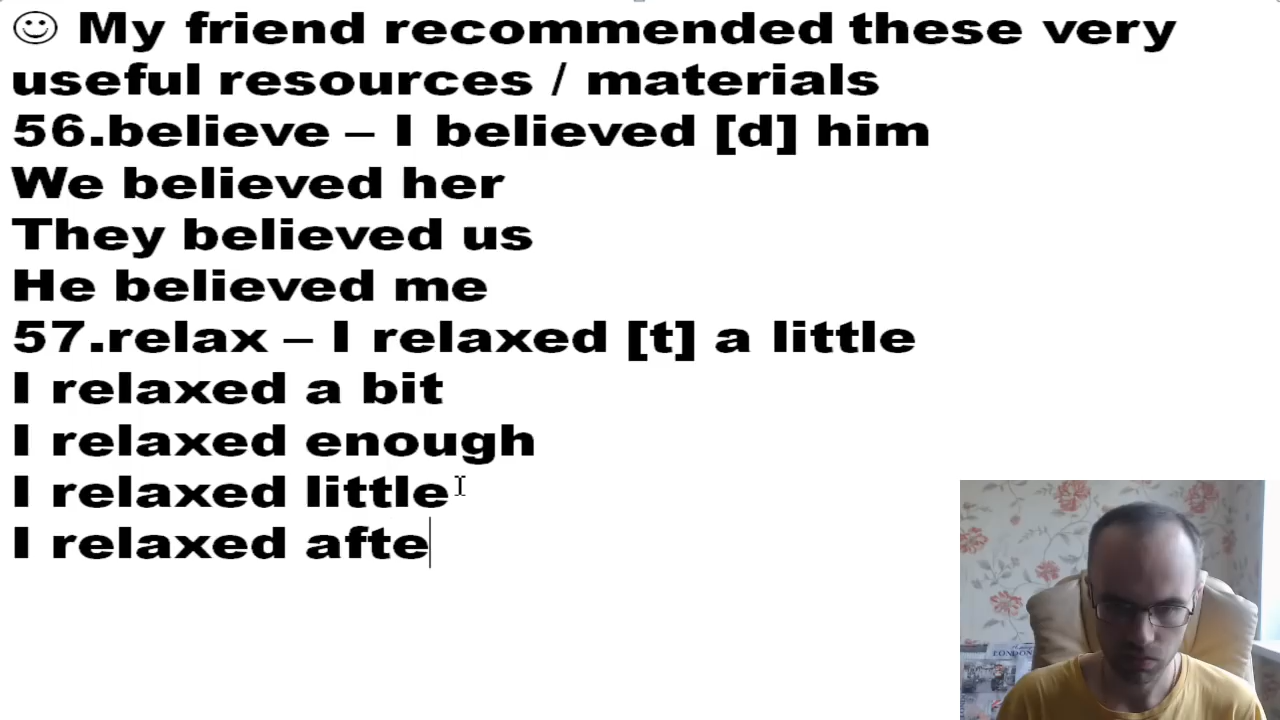 ☺ My friend recommended these very
useful resources / materials
56.believe – I believed [d] him
We believed her
They believed us
He believed me
57.relax – I relaxed [t] a little
I relaxed a bit
I relaxed enough
I relaxed little
I relaxed afte
LONDON